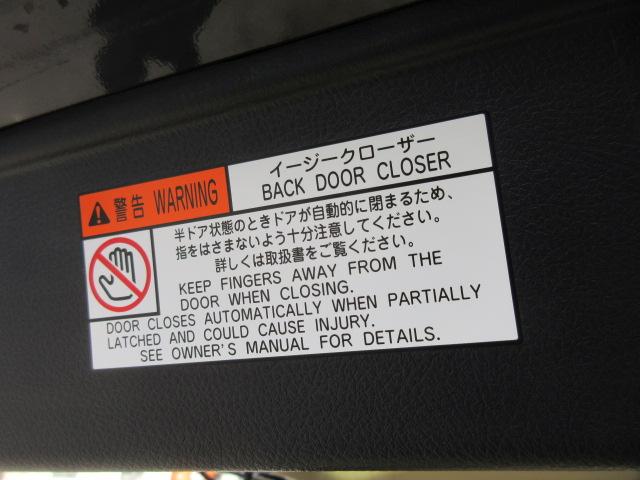 警告 WARNING
イージークローザー
BACK DOOR CLOSER
半ドア状態のときドアが自動的に閉まるため、
指をはさまないよう十分注意してください。
詳しくは取扱書をご覧ください。
KEEP FINGERS AWAY FROM THE
DOOR WHEN CLOSING.
DOOR CLOSES AUTOMATICALLY WHEN PARTIALLY
LATCHED AND COULD CAUSE INJURY.
SEE OWNER'S MANUAL FOR DETAILS.